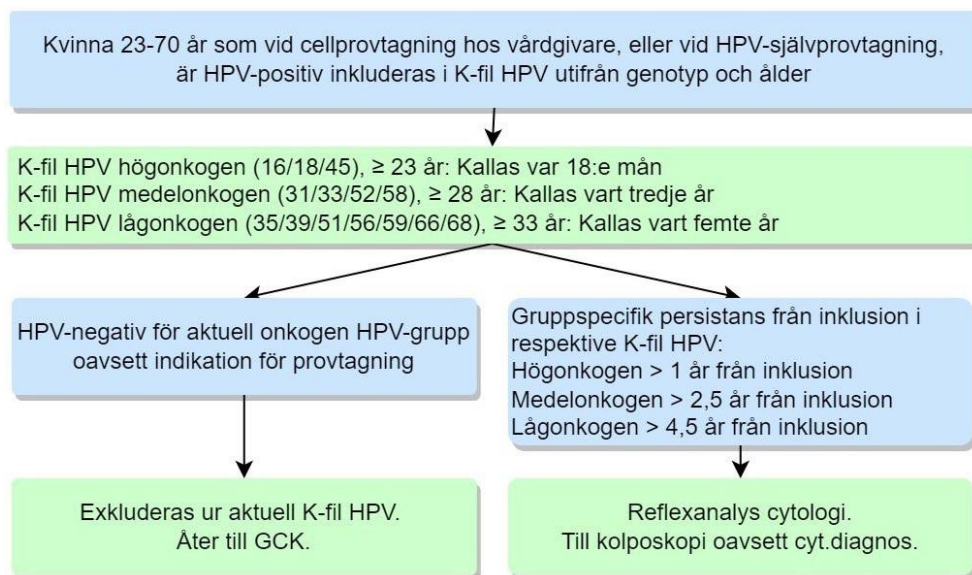 Kvinna 23-70 år som vid cellprovtagning hos vårdgivare, eller vid HPV-självprovtagning,
är HPV-positiv inkluderas i K-fil HPV utifrån genotyp och ålder
K-fil HPV högonkogen (16/18/45), ≥ 23 år: Kallas var 18:e mån
K-fil HPV medelonkogen (31/33/52/58), ≥ 28 år: Kallas vart tredje år
K-fil HPV lågonkogen (35/39/51/56/59/66/68), ≥ 33 år: Kallas vart femte år
HPV-negativ för aktuell onkogen HPV-grupp
oavsett indikation för provtagning
Gruppspecifik persistans från inklusion i
respektive K-fil HPV:
Högonkogen > 1 år från inklusion
Medelonkogen > 2,5 år från inklusion
Lågonkogen > 4,5 år från inklusion
Exkluderas ur aktuell K-fil HPV.
Åter till GCK.
Reflexanalys cytologi.
Till kolposkopi oavsett cyt.diagnos.